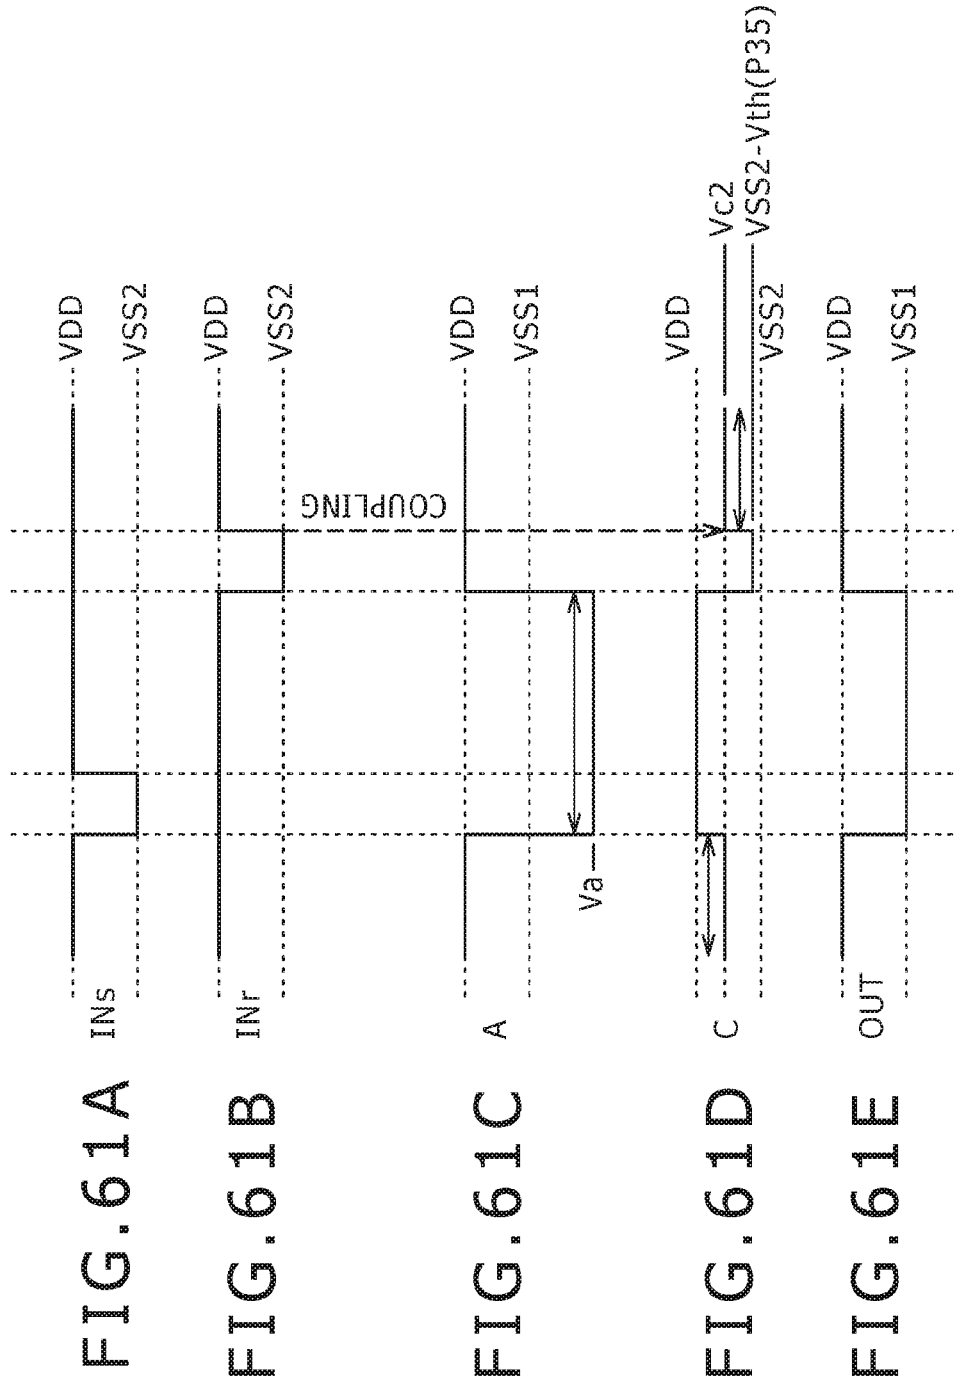 FIG.61A INs VDD
VSS2
FIG.61B INr VDD
VSS2
COUPLING
FIG.61C A VDD
VSS1
Va
FIG.61D C VDD
Vc2
VSS2-Vth(P35)
VSS2
FIG.61E OUT VDD
VSS1